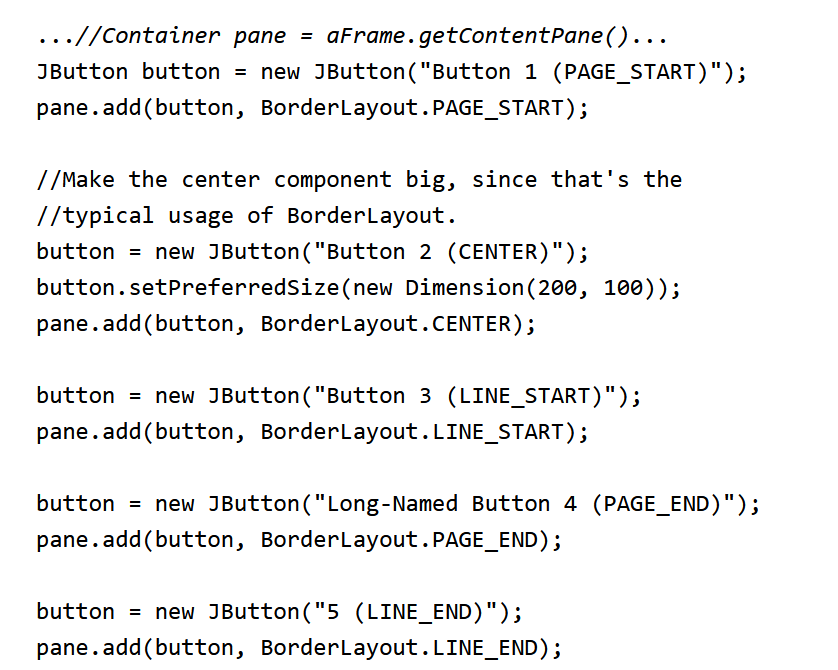 ...//Container pane = aFrame.getContentPane()...
JButton button = new JButton("Button 1 (PAGE_START)");
pane.add(button, BorderLayout.PAGE_START);

//Make the center component big, since that's the
//typical usage of BorderLayout.
button = new JButton("Button 2 (CENTER)");
button.setPreferredSize(new Dimension(200, 100));
pane.add(button, BorderLayout.CENTER);

button = new JButton("Button 3 (LINE_START)");
pane.add(button, BorderLayout.LINE_START);

button = new JButton("Long-Named Button 4 (PAGE_END)");
pane.add(button, BorderLayout.PAGE_END);

button = new JButton("5 (LINE_END)");
pane.add(button, BorderLayout.LINE_END);